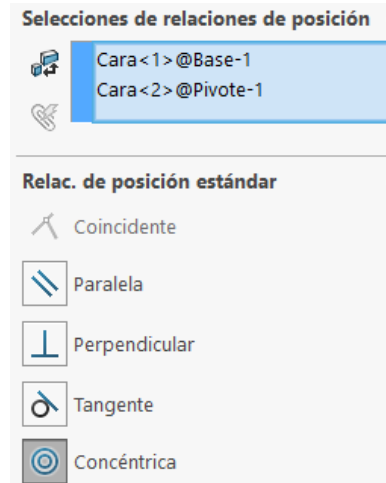 Selecciones de relaciones de posición
Cara<1>@Base-1
Cara<2>@Pivote-1
Relac. de posición estándar
Coincidente
Paralela
Perpendicular
Tangente
Concéntrica